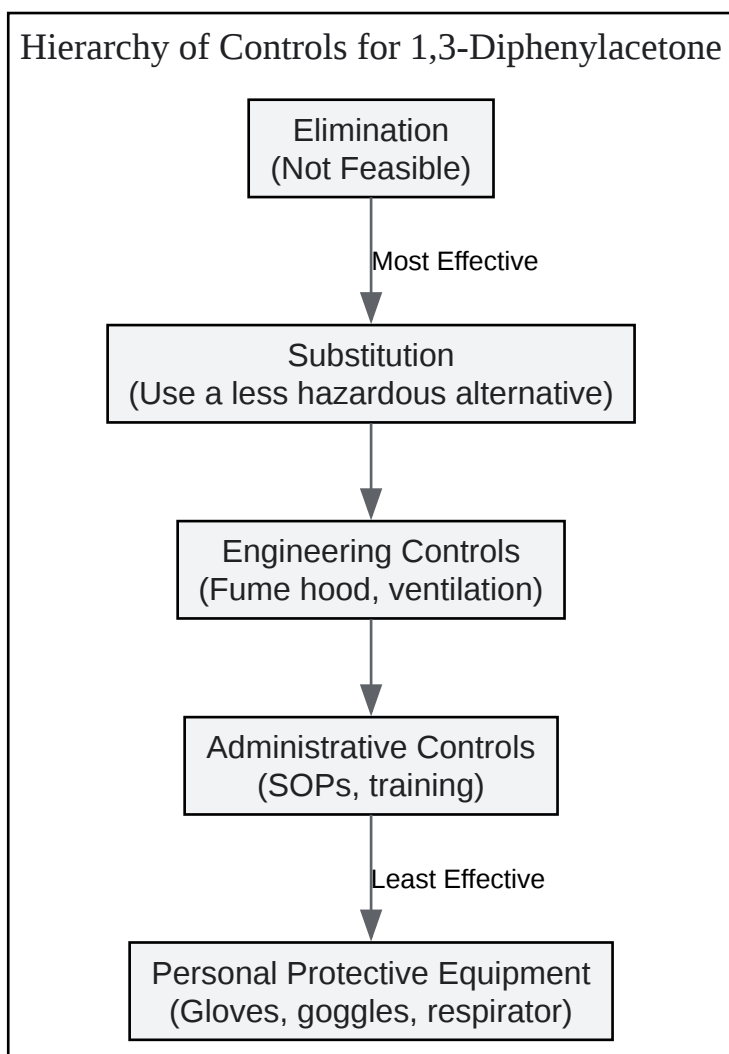 Hierarchy of Controls for 1,3-Diphenylacetone
Elimination
(Not Feasible)
Most Effective
Substitution
(Use a less hazardous alternative)
Engineering Controls
(Fume hood, ventilation)
Administrative Controls
(SOPs, training)
Least Effective
Personal Protective Equipment
(Gloves, goggles, respirator)